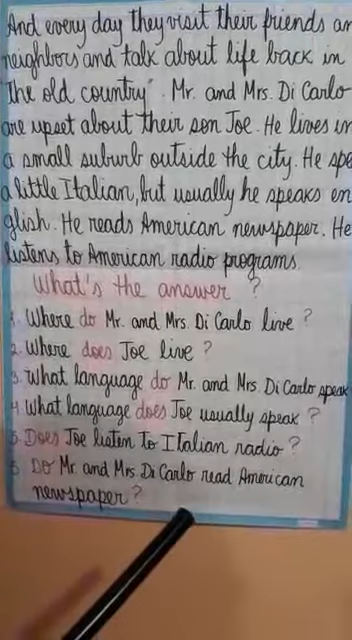 And every day they visit their friends an
neighbors and talk about life back in
"The old country". Mr. and Mrs. Di Carlo
are upset about their son Joe. He lives in
a small suburb outside the city. He spe
a little Italian, but usually he speaks en
glish. He reads American newspaper. He
listens to American radio programs.
What's the answer ?
1. Where do Mr. and Mrs. Di Carlo live ?
2. Where does Joe live ?
3. What language do Mr. and Mrs. Di Carlo speak
4. What language does Joe usually speak ?
5. Does Joe listen to Italian radio ?
6. Do Mr. and Mrs. Di Carlo read American
newspaper ?